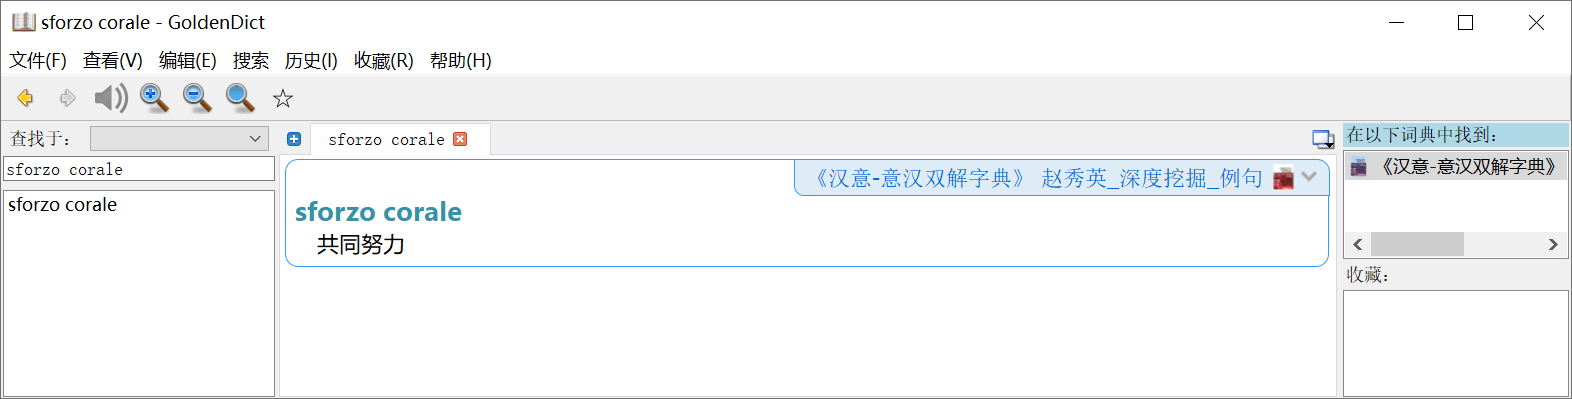 sforzo corale - GoldenDict
文件(F) 查看(V) 编辑(E) 搜索 历史(I) 收藏(R) 帮助(H)
查找于:
sforzo corale
sforzo corale
sforzo corale
《汉意-意汉双解字典》 赵秀英_深度挖掘_例句
sforzo corale
共同努力
在以下词典中找到:
《汉意-意汉双解字典》
收藏: